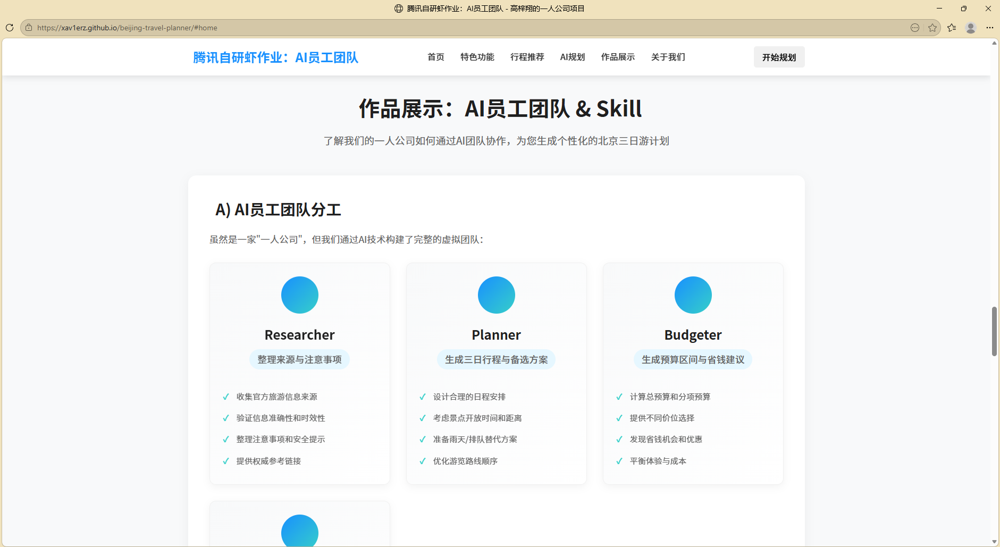 腾讯自研虾作业：AI员工团队 - 高梓翔的一人公司项目
https://xav1erz.github.io/beijing-travel-planner/#home
腾讯自研虾作业：AI员工团队
首页 特色功能 行程推荐 AI规划 作品展示 关于我们 开始规划
作品展示：AI员工团队 & Skill
了解我们的一人公司如何通过AI团队协作，为您生成个性化的北京三日游计划
A) AI员工团队分工
虽然是一家"一人公司"，但我们通过AI技术构建了完整的虚拟团队：
Researcher
整理来源与注意事项
✓ 收集官方旅游信息来源
✓ 验证信息准确性和时效性
✓ 整理注意事项和安全提示
✓ 提供权威参考链接
Planner
生成三日行程与备选方案
✓ 设计合理的日程安排
✓ 考虑景点开放时间和距离
✓ 准备雨天/排队替代方案
✓ 优化游览路线顺序
Budgeter
生成预算区间与省钱建议
✓ 计算总预算和分项预算
✓ 提供不同价位选择
✓ 发现省钱机会和优惠
✓ 平衡体验与成本